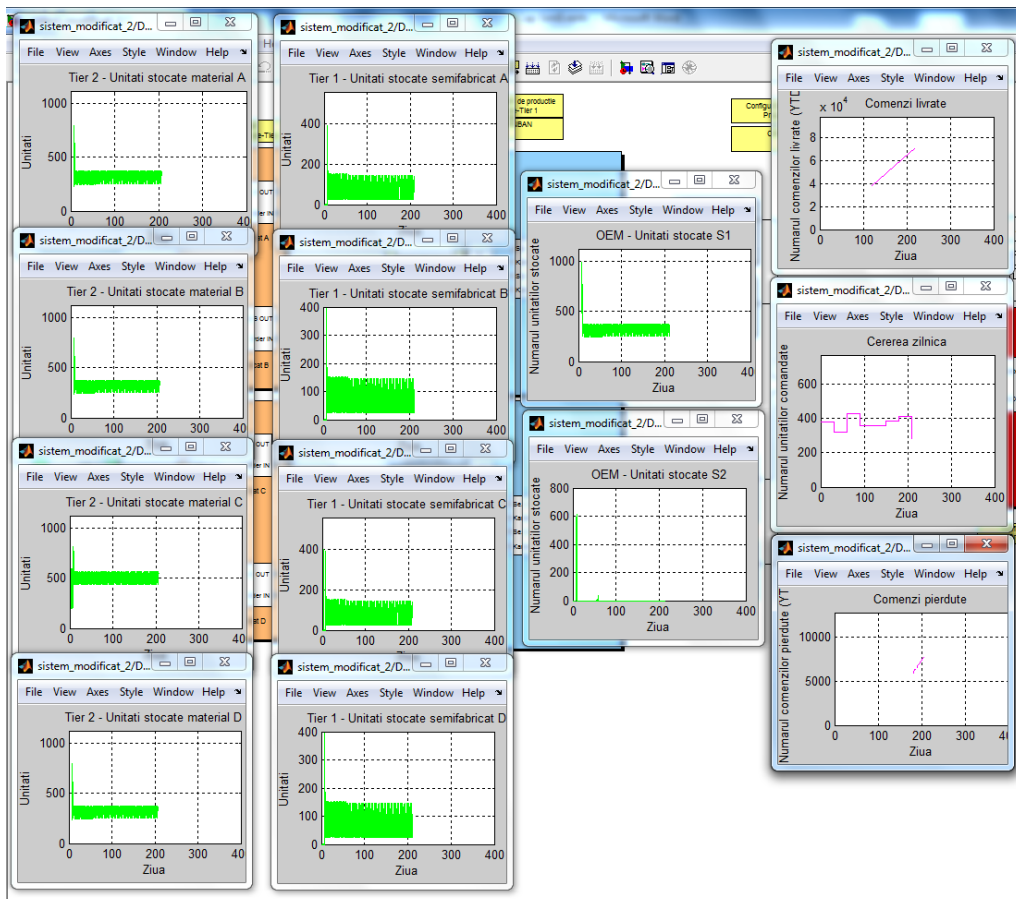 sistem_modificat_2/D...
File View Axes Style Window Help
Tier 2 - Unitati stocate material A
Unitati
1000
500
0
0 100 200 300 40
sistem_modificat_2/D...
File View Axes Style Window Help
Tier 2 - Unitati stocate material B
Unitati
1000
500
0
0 100 200 300 40
sistem_modificat_2/D...
File View Axes Style Window Help
Tier 2 - Unitati stocate material C
Unitati
1000
500
0
0 100 200 300 40
sistem_modificat_2/D...
File View Axes Style Window Help
Tier 2 - Unitati stocate material D
Unitati
1000
500
0
0 100 200 300 40
Ziua
sistem_modificat_2/D...
File View Axes Style Window Help
Tier 1 - Unitati stocate semifabricat A
Unitati
400
200
0
0 100 200 300 400
sistem_modificat_2/D...
File View Axes Style Window Help
Tier 1 - Unitati stocate semifabricat B
Unitati
400
300
200
100
0
0 100 200 300 400
sistem_modificat_2/D...
File View Axes Style Window Help
Tier 1 - Unitati stocate semifabricat C
Unitati
400
200
0
0 100 200 300 400
sistem_modificat_2/D...
File View Axes Style Window Help
Tier 1 - Unitati stocate semifabricat D
Unitati
400
300
200
100
0
0 100 200 300 400
Ziua
de productie
-Tier 1
sistem_modificat_2/D...
File View Axes Style Window Help
OEM - Unitati stocate S1
Numarul unitatilor stocate
1000
500
0
0 100 200 300 40
Ziua
sistem_modificat_2/D...
File View Axes Style Window Help
OEM - Unitati stocate S2
Numarul unitatilor stocate
800
600
400
200
0
0 100 200 300 400
Ziua
sistem_modificat_2/D...
File View Axes Style Window Help
x 10⁴
Comenzi livrate
Numarul comenzilor livrate (YTD
8
6
4
2
0
0 100 200 300 400
Ziua
sistem_modificat_2/D...
File View Axes Style Window Help
Cererea zilnica
Numarul unitatilor comandate
600
400
200
0
0 100 200 300 400
Ziua
sistem_modificat_2/D...
File View Axes Style Window Help
Comenzi pierdute
Numarul comenzilor pierdute (YT
10000
5000
0
0 100 200 300 40
Ziua